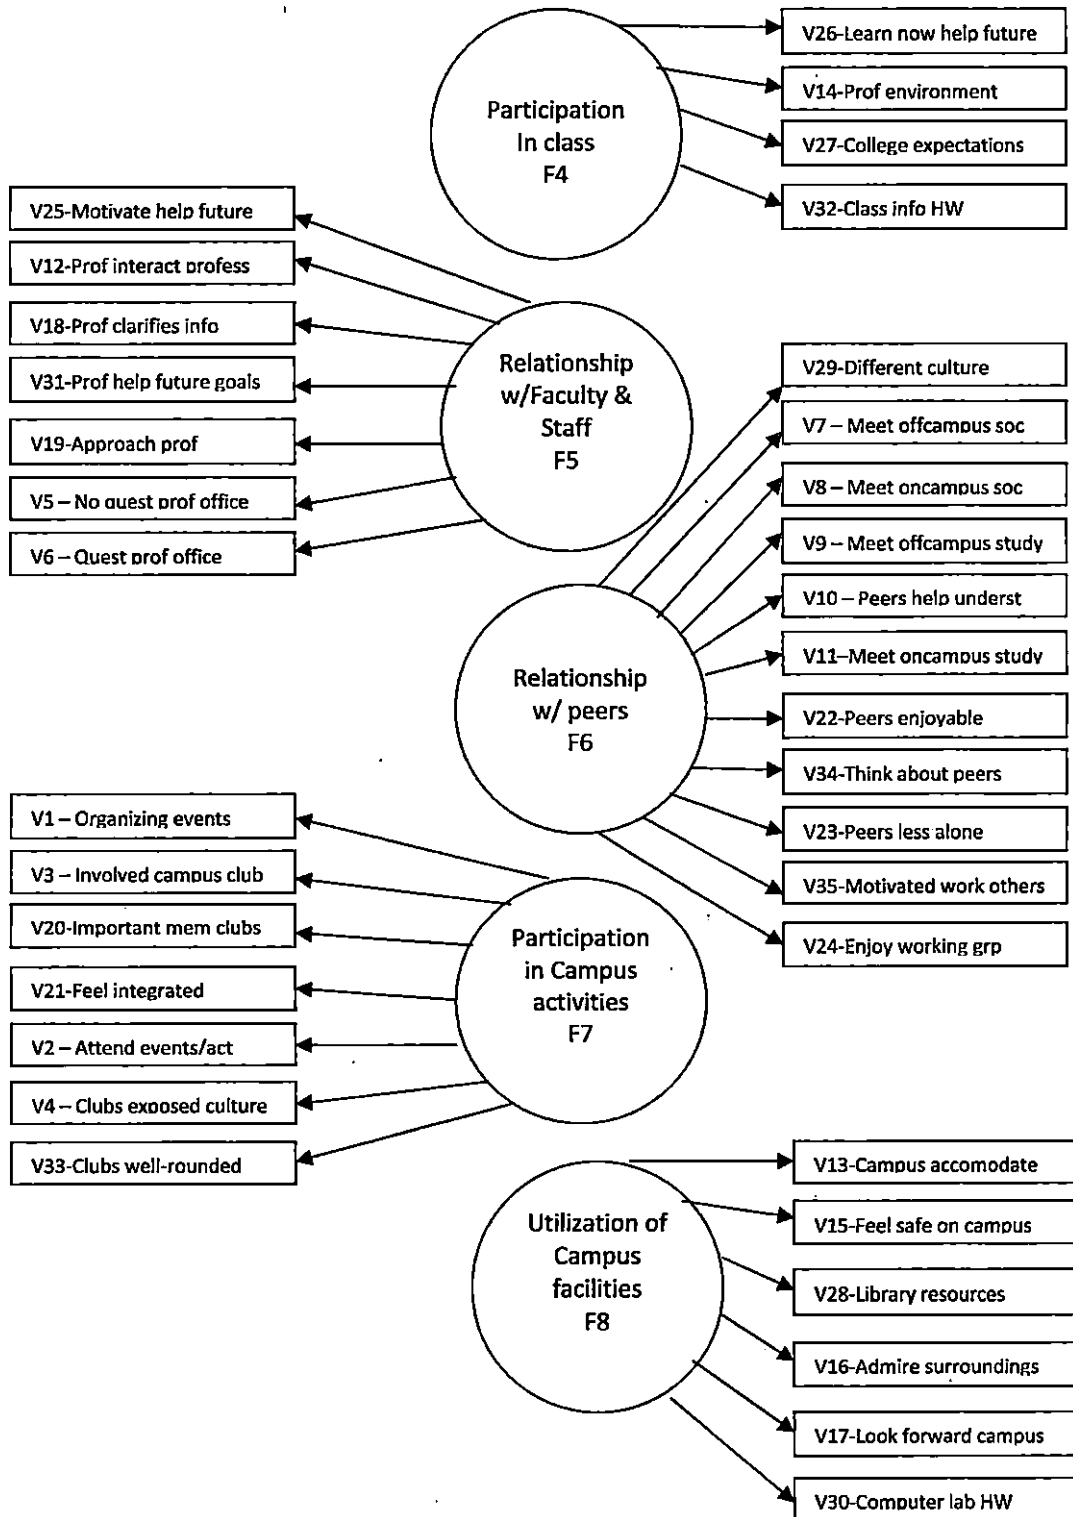 Participation
In class
F4
V26-Learn now help future
V14-Prof environment
V27-College expectations
V32-Class info HW
V25-Motivate help future
V12-Prof interact profess
V18-Prof clarifies info
V31-Prof help future goals
V19-Approach prof
V5 – No quest prof office
V6 – Quest prof office
Relationship
w/Faculty &
Staff
F5
V29-Different culture
V7 – Meet offcampus soc
V8 – Meet oncampus soc
V9 – Meet offcampus study
V10 – Peers help underst
V11–Meet oncampus study
V22-Peers enjoyable
V34-Think about peers
V23-Peers less alone
V35-Motivated work others
V24-Enjoy working grp
Relationship
w/ peers
F6
V1 – Organizing events
V3 – Involved campus club
V20-Important mem clubs
V21-Feel integrated
V2 – Attend events/act
V4 – Clubs exposed culture
V33-Clubs well-rounded
Participation
in Campus
activities
F7
Utilization of
Campus
facilities
F8
V13-Campus accomodate
V15-Feel safe on campus
V28-Library resources
V16-Admire surroundings
V17-Look forward campus
V30-Computer lab HW